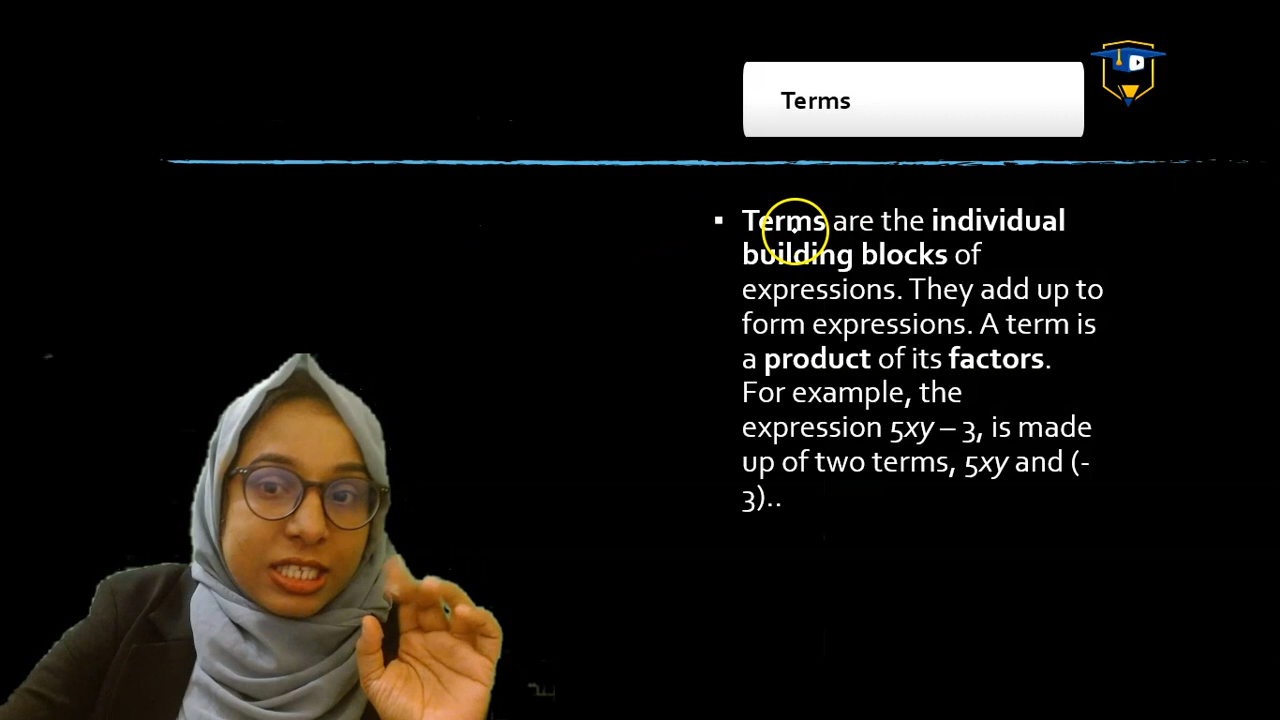 Terms
▪ Terms are the individual
building blocks of
expressions. They add up to
form expressions. A term is
a product of its factors.
For example, the
expression 5xy – 3, is made
up of two terms, 5xy and (-
3)..